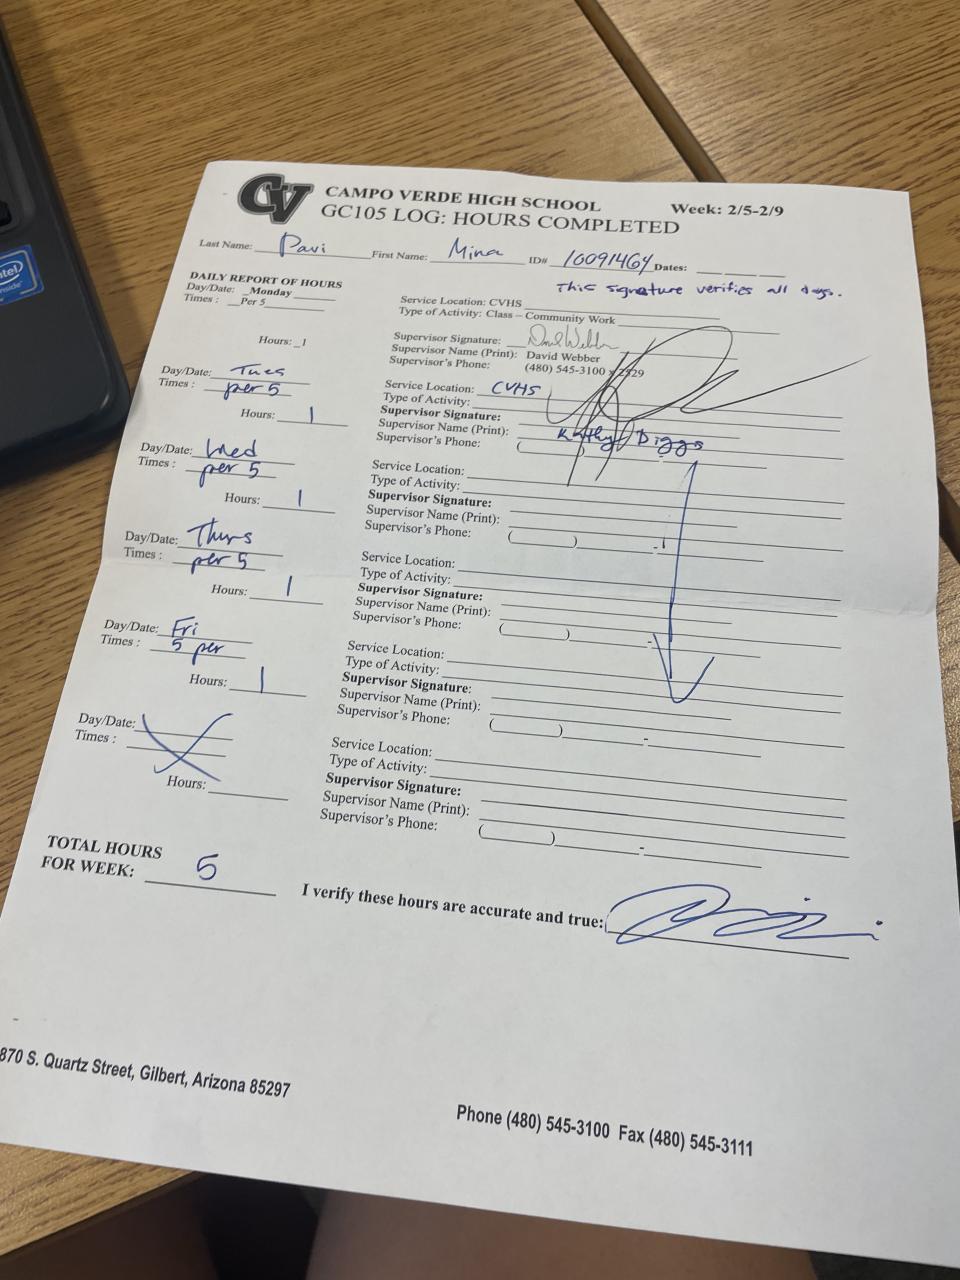 CV CAMPO VERDE HIGH SCHOOL Week: 2/5-2/9
GC105 LOG: HOURS COMPLETED
Last Name: Pavi First Name: Mina ID# 10091464 Dates:
This signature verifies all days.
DAILY REPORT OF HOURS
Day/Date: Monday
Times : Per 5
Hours: 1
Service Location: CVHS
Type of Activity: Class – Community Work
Supervisor Signature: David Webber
Supervisor Name (Print): David Webber
Supervisor's Phone: (480) 545-3100 x 2529
Day/Date: Tues
Times : per 5
Hours: 1
Service Location: CVHS
Type of Activity:
Supervisor Signature:
Supervisor Name (Print): Kathy Diggs
Supervisor's Phone: ( ) -
Day/Date: Wed
Times : per 5
Hours: 1
Service Location:
Type of Activity:
Supervisor Signature:
Supervisor Name (Print):
Supervisor's Phone: ( ) -
Day/Date: Thurs
Times : per 5
Hours: 1
Service Location:
Type of Activity:
Supervisor Signature:
Supervisor Name (Print):
Supervisor's Phone: ( ) -
Day/Date: Fri
Times : 5 per
Hours: 1
Service Location:
Type of Activity:
Supervisor Signature:
Supervisor Name (Print):
Supervisor's Phone: ( ) -
Day/Date:
Times :
Hours:
Service Location:
Type of Activity:
Supervisor Signature:
Supervisor Name (Print):
Supervisor's Phone: ( ) -
TOTAL HOURS
FOR WEEK: 5
I verify these hours are accurate and true:
870 S. Quartz Street, Gilbert, Arizona 85297
Phone (480) 545-3100 Fax (480) 545-3111
intel
inside